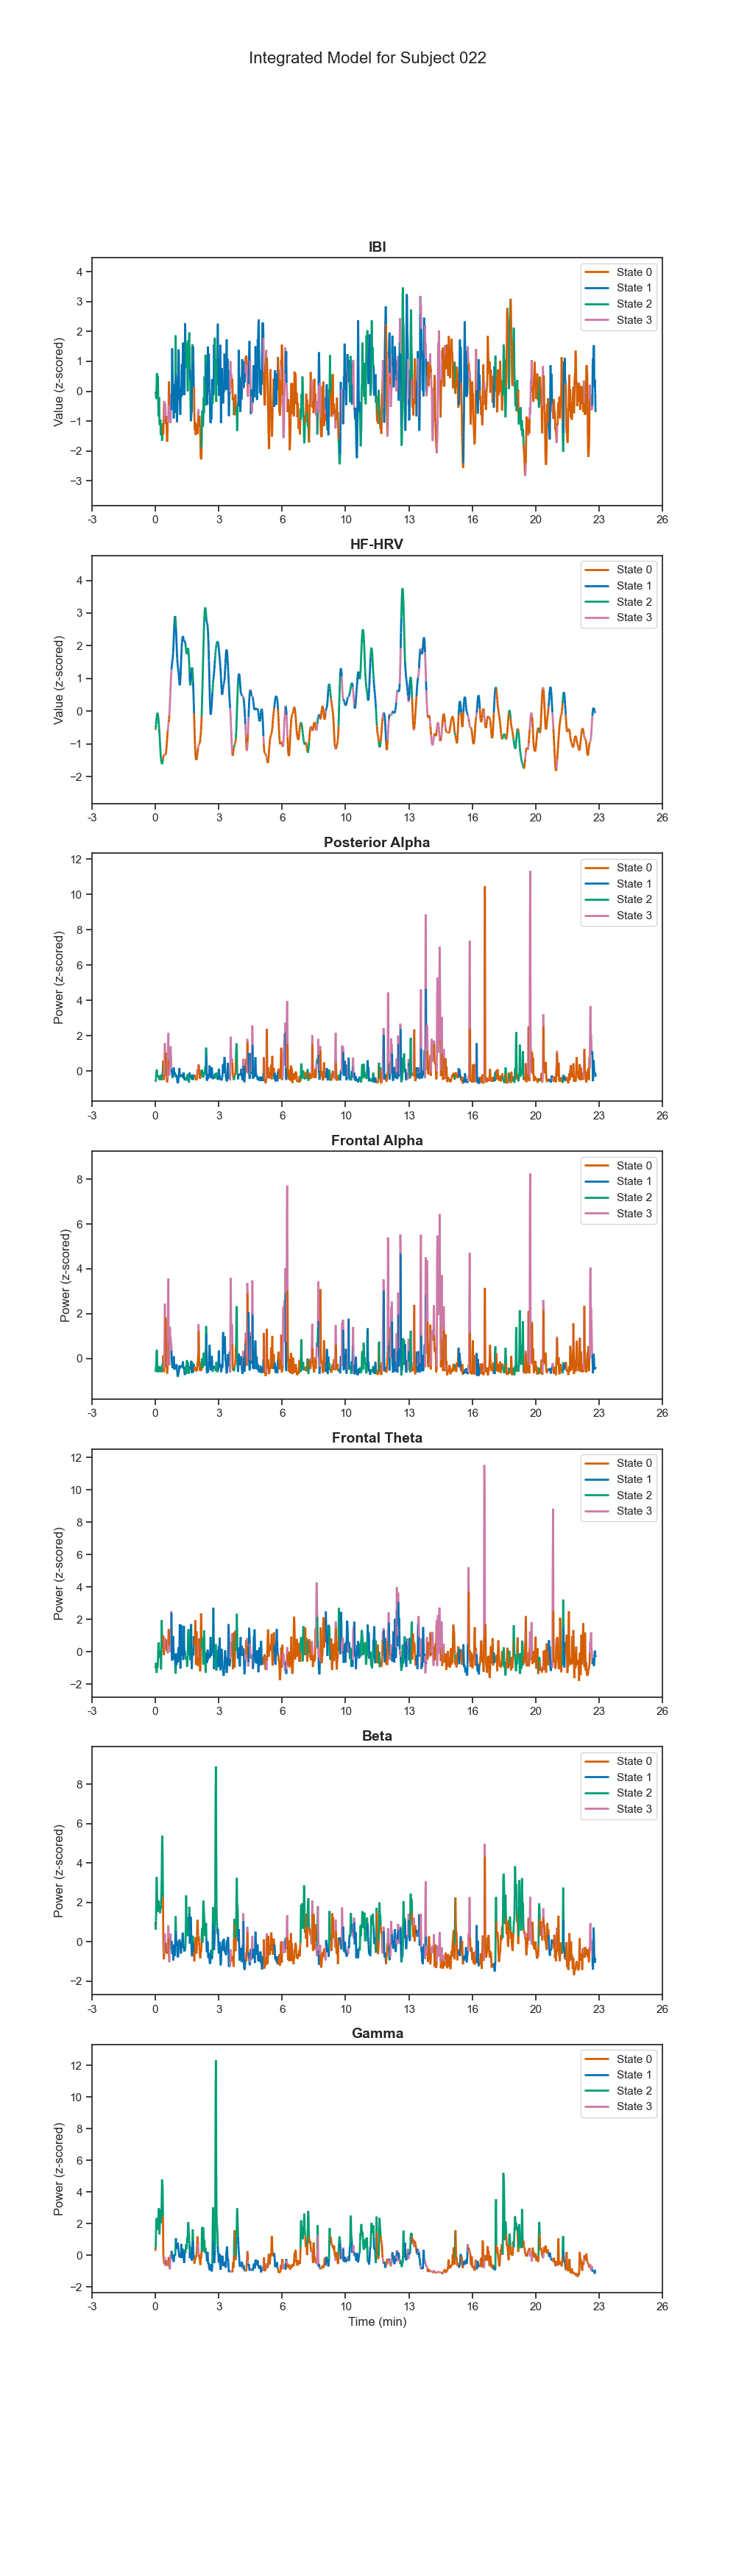 Integrated Model for Subject 022
IBI
Value (z-scored)
4
3
2
1
0
−1
−2
−3
State 0
State 1
State 2
State 3
-3 0 3 6 10 13 16 20 23 26
HF-HRV
Value (z-scored)
4
3
2
1
0
−1
−2
State 0
State 1
State 2
State 3
-3 0 3 6 10 13 16 20 23 26
Posterior Alpha
Power (z-scored)
12
10
8
6
4
2
0
State 0
State 1
State 2
State 3
-3 0 3 6 10 13 16 20 23 26
Frontal Alpha
Power (z-scored)
8
6
4
2
0
State 0
State 1
State 2
State 3
-3 0 3 6 10 13 16 20 23 26
Frontal Theta
Power (z-scored)
12
10
8
6
4
2
0
−2
State 0
State 1
State 2
State 3
-3 0 3 6 10 13 16 20 23 26
Beta
Power (z-scored)
8
6
4
2
0
−2
State 0
State 1
State 2
State 3
-3 0 3 6 10 13 16 20 23 26
Gamma
Power (z-scored)
12
10
8
6
4
2
0
−2
State 0
State 1
State 2
State 3
-3 0 3 6 10 13 16 20 23 26
Time (min)